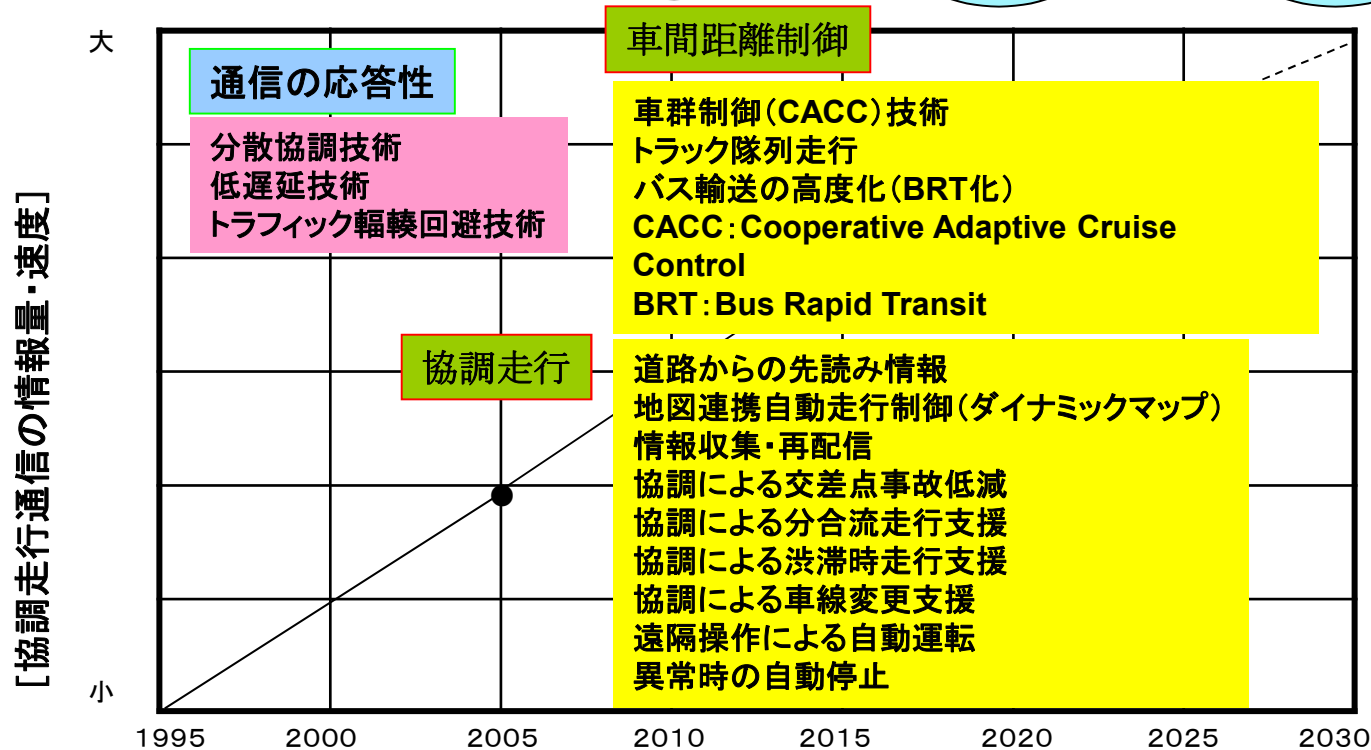 車間距離制御
大
通信の応答性
分散協調技術
低遅延技術
トラフィック輻輳回避技術
車群制御（CACC）技術
トラック隊列走行
バス輸送の高度化（BRT化）
CACC：Cooperative Adaptive Cruise
Control
BRT：Bus Rapid Transit
[協調走行通信の情報量・速度]
協調走行
道路からの先読み情報
地図連携自動走行制御（ダイナミックマップ）
情報収集・再配信
協調による交差点事故低減
協調による分合流走行支援
協調による渋滞時走行支援
協調による車線変更支援
遠隔操作による自動運転
異常時の自動停止
小
1995 2000 2005 2010 2015 2020 2025 2030